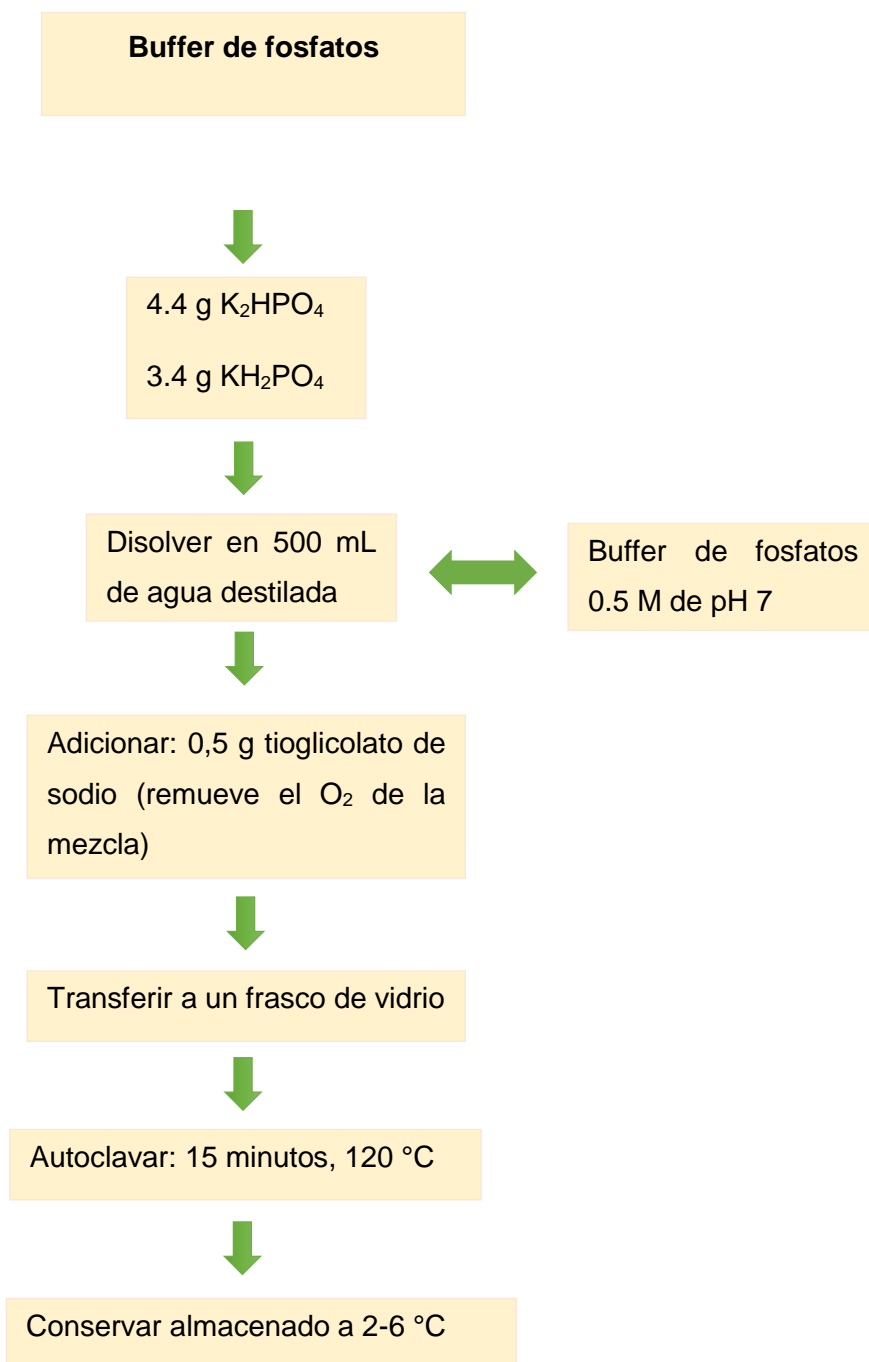 Buffer de fosfatos
4.4 g K₂HPO₄
3.4 g KH₂PO₄
Disolver en 500 mL
de agua destilada
Buffer de fosfatos
0.5 M de pH 7
Adicionar: 0,5 g tioglicolato de
sodio (remueve el O₂ de la
mezcla)
Transferir a un frasco de vidrio
Autoclavar: 15 minutos, 120 °C
Conservar almacenado a 2-6 °C